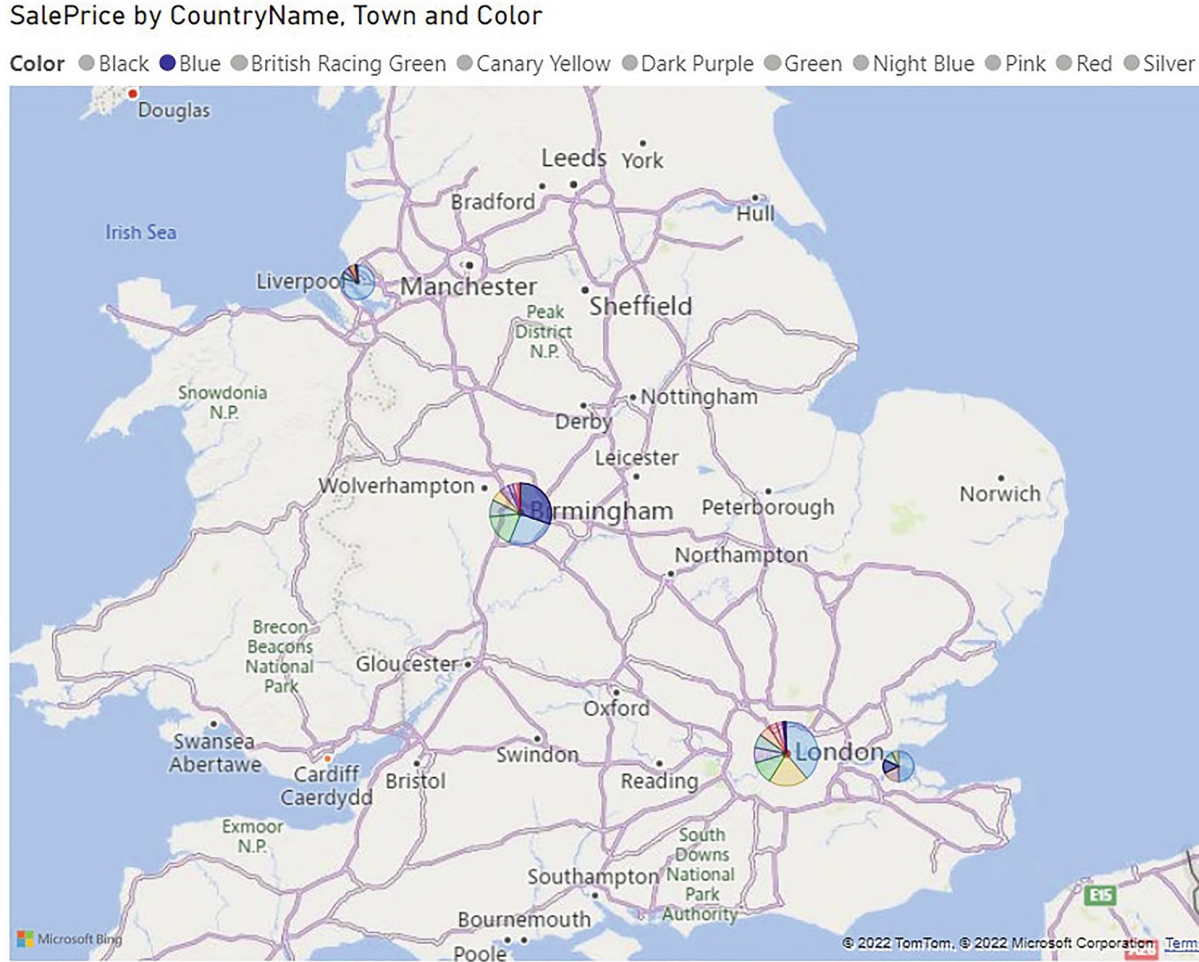 SalePrice by CountryName, Town and Color
Color Black Blue British Racing Green Canary Yellow Dark Purple Green Night Blue Pink Red Silver
Douglas
Leeds
York
Bradford
Hull
Irish Sea
Liverpool
Manchester
Sheffield
Peak
District
N.P.
Snowdonia
N.P.
Nottingham
Derby
Leicester
Wolverhampton
Birmingham
Peterborough
Norwich
Northampton
Brecon
Beacons
National
Park
Gloucester
Oxford
Swansea
Abertawe
Cardiff
Caerdydd
Bristol
Swindon
Reading
London
Exmoor
N.P.
South
Downs
National
Park
Authority
Southampton
Bournemouth
Poole
E15
Microsoft Bing
© 2022 TomTom, © 2022 Microsoft Corporation Term